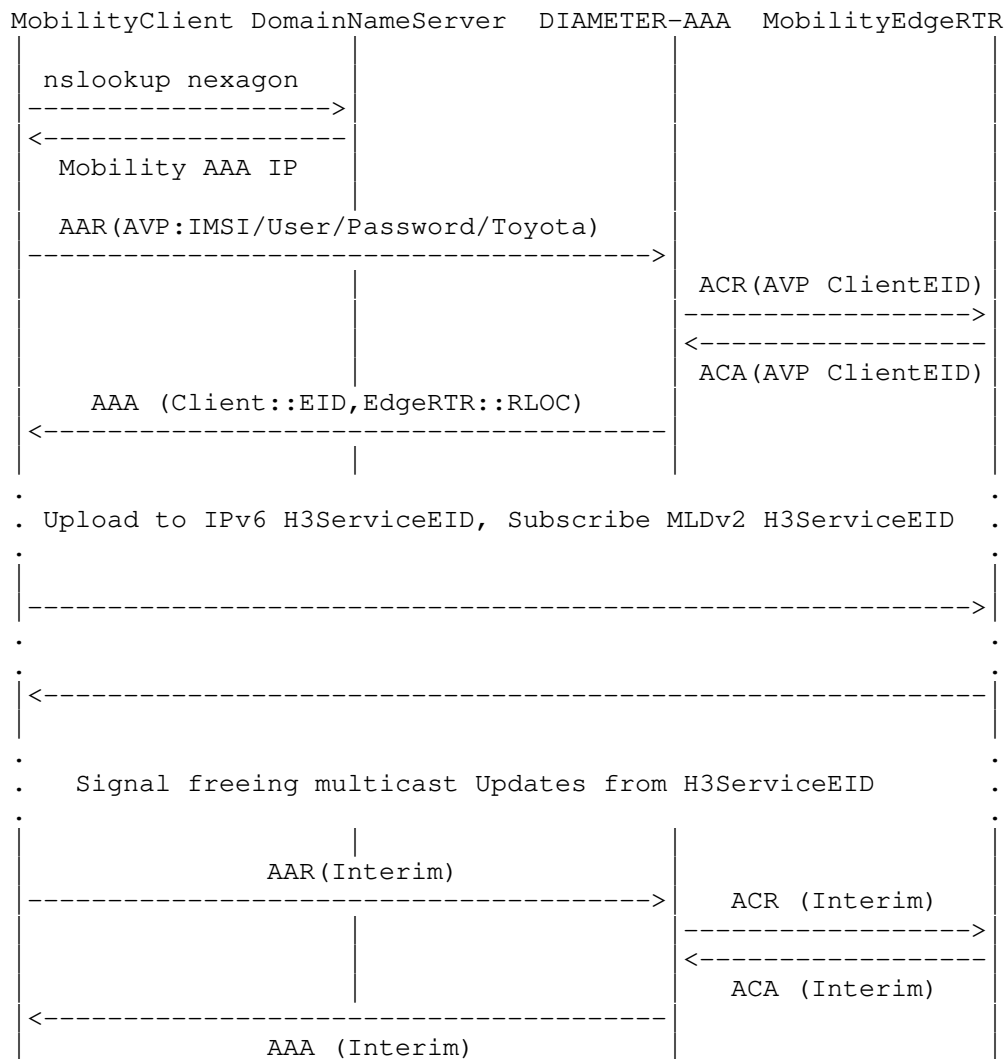 MobilityClient DomainNameServer DIAMETER-AAA MobilityEdgeRTR
nslookup nexagon
Mobility AAA IP
AAR(AVP:IMSI/User/Password/Toyota)
ACR(AVP ClientEID)
ACA(AVP ClientEID)
AAA (Client::EID,EdgeRTR::RLOC)
. .
. Upload to IPv6 H3ServiceEID, Subscribe MLDv2 H3ServiceEID .
. .
. .
. .
. .
. Signal freeing multicast Updates from H3ServiceEID .
. .
AAR(Interim)
ACR (Interim)
ACA (Interim)
AAA (Interim)